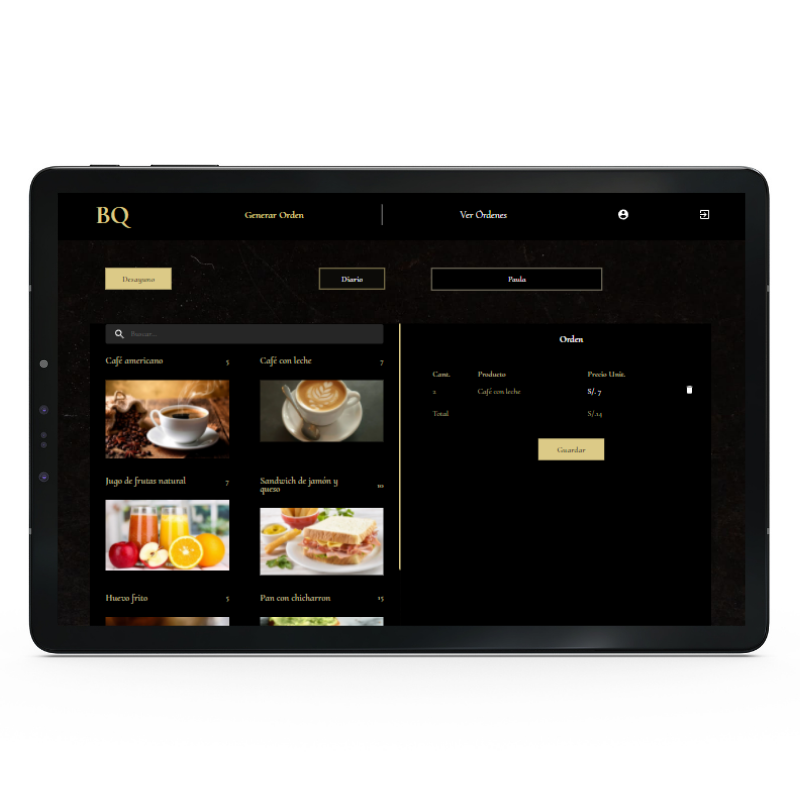 BQ
Generar Orden
Ver Órdenes
Desayuno
Diario
Paula
Buscar...
Café americano 5
Café con leche 7
Jugo de frutas natural 7
Sandwich de jamón y
queso 10
Huevo frito 3
Pan con chicharron 15
Orden
Cant. Producto Precio Unit.
2 Café con leche S/. 7
Total S/.14
Guardar